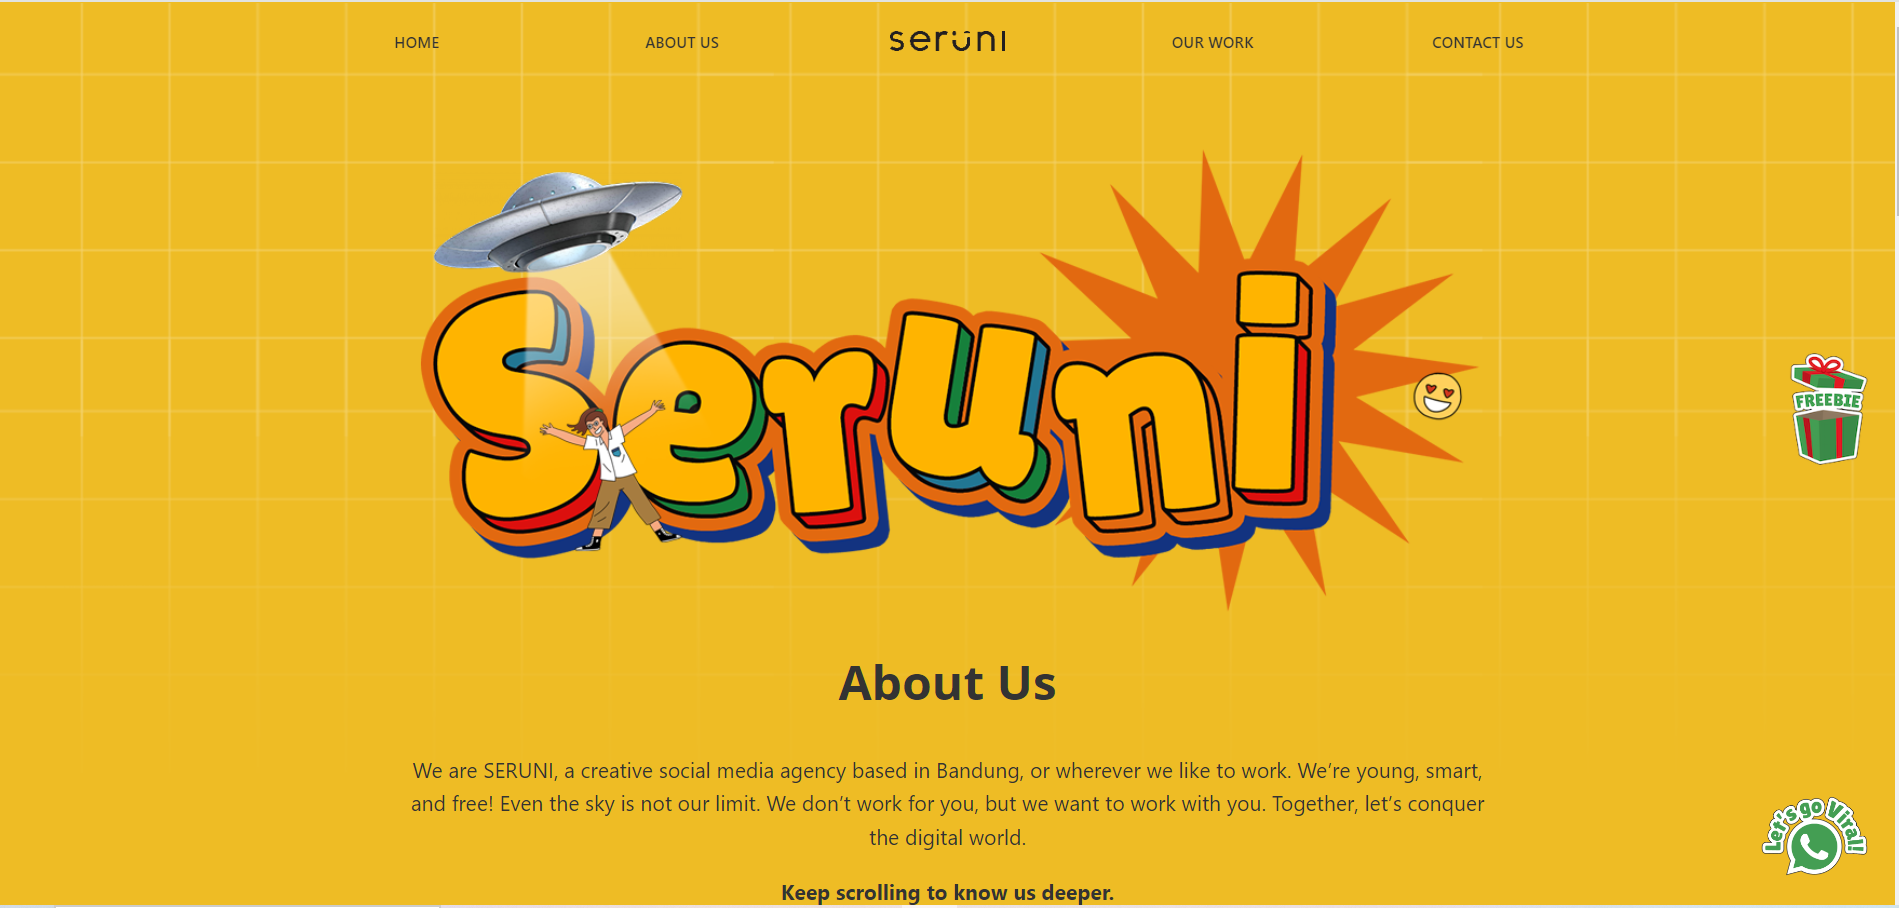 HOME
ABOUT US
seruni
OUR WORK
CONTACT US
Seruni
FREEBIE
About Us
We are SERUNI, a creative social media agency based in Bandung, or wherever we like to work. We’re young, smart,
and free! Even the sky is not our limit. We don’t work for you, but we want to work with you. Together, let’s conquer
the digital world.
Let's go Viral!
Keep scrolling to know us deeper.